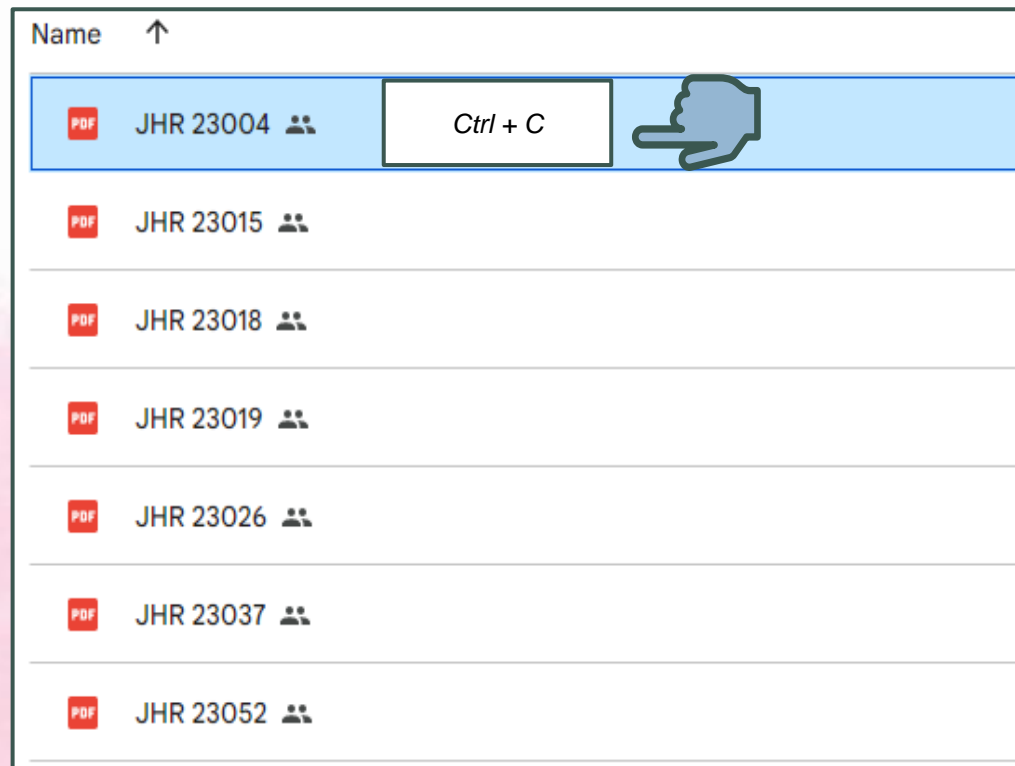 Name ↑
PDF JHR 23004 Ctrl + C
PDF JHR 23015
PDF JHR 23018
PDF JHR 23019
PDF JHR 23026
PDF JHR 23037
PDF JHR 23052